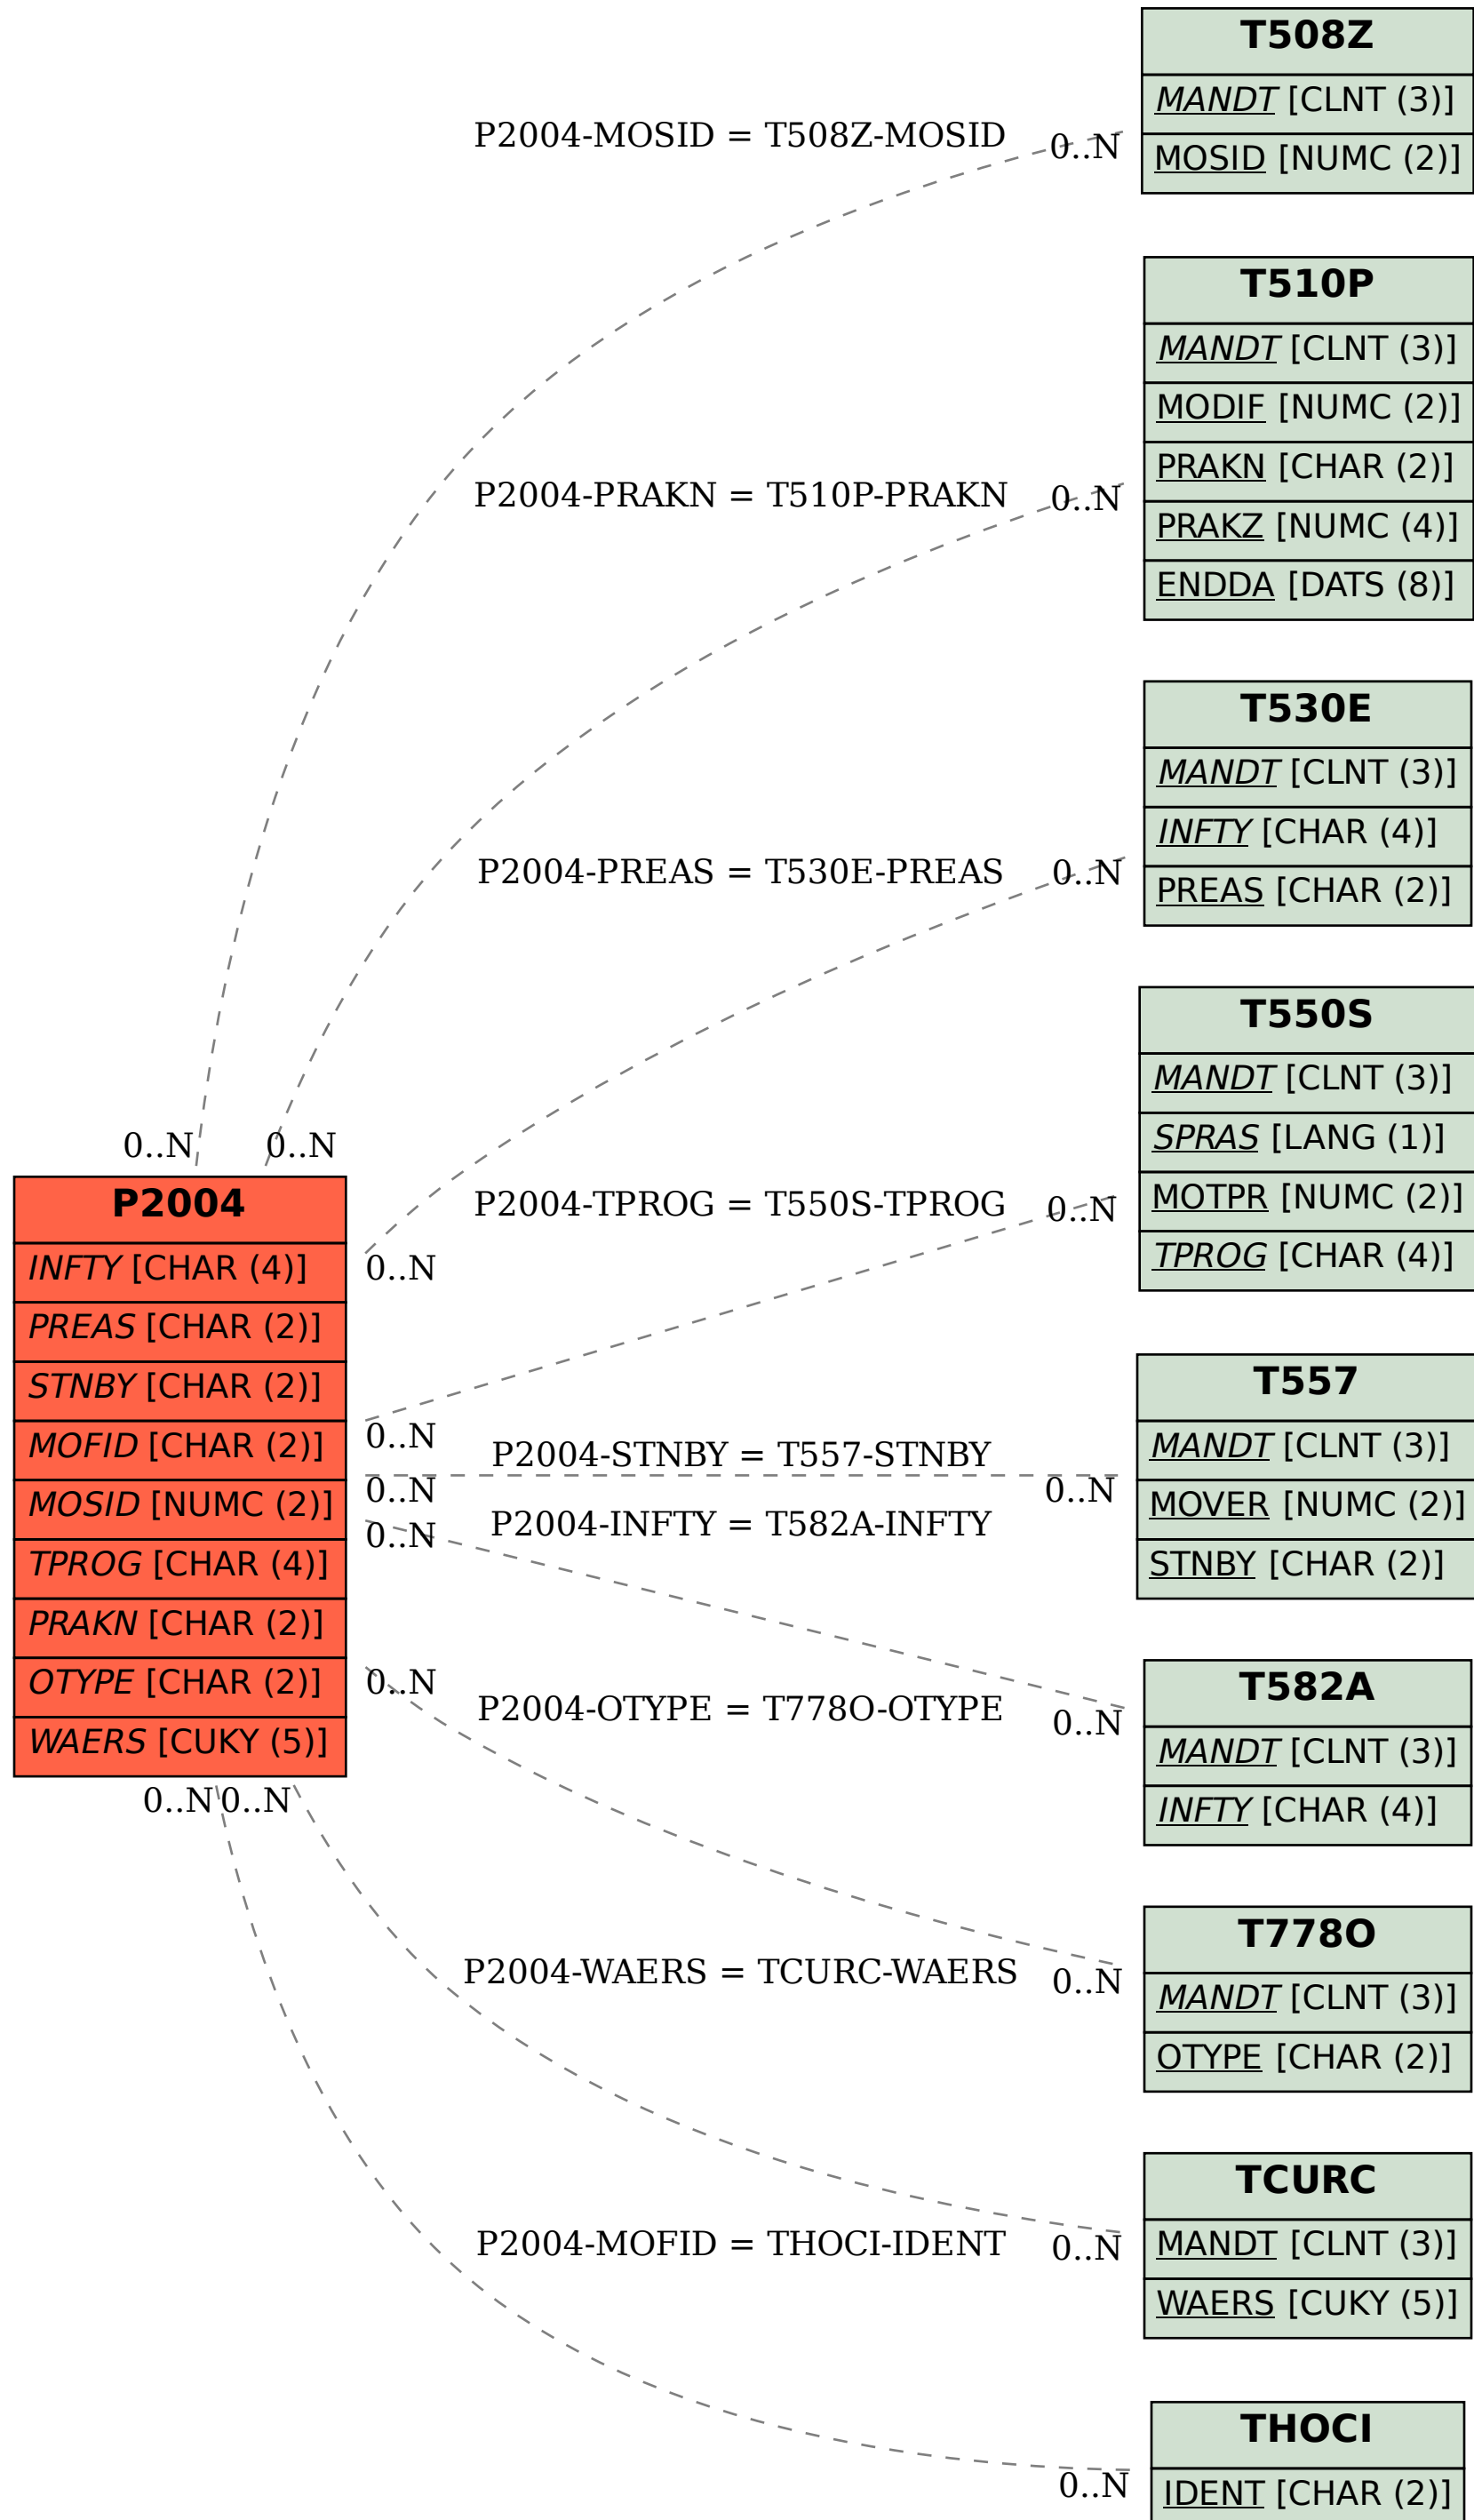 T508Z
MANDT [CLNT (3)]
P2004-MOSID = T508Z-MOSID
0..N
MOSID [NUMC (2)]
T510P
MANDT [CLNT (3)]
MODIF [NUMC (2)]
PRAKN [CHAR (2)]
P2004-PRAKN = T510P-PRAKN
0..N
PRAKZ [NUMC (4)]
ENDDA [DATS (8)]
T530E
MANDT [CLNT (3)]
INFTY [CHAR (4)]
P2004-PREAS = T530E-PREAS
0..N
PREAS [CHAR (2)]
T550S
MANDT [CLNT (3)]
SPRAS [LANG (1)]
0..N
0..N
P2004
P2004-TPROG = T550S-TPROG
0..N
MOTPR [NUMC (2)]
TPROG [CHAR (4)]
INFTY [CHAR (4)]
0..N
PREAS [CHAR (2)]
STNBY [CHAR (2)]
MOFID [CHAR (2)]
MOSID [NUMC (2)]
TPROG [CHAR (4)]
PRAKN [CHAR (2)]
OTYPE [CHAR (2)]
WAERS [CUKY (5)]
0..N
T557
MANDT [CLNT (3)]
P2004-STNBY = T557-STNBY
0..N
0..N
MOVER [NUMC (2)]
STNBY [CHAR (2)]
P2004-INFTY = T582A-INFTY
0..N
0..N
T582A
MANDT [CLNT (3)]
INFTY [CHAR (4)]
0..N
P2004-OTYPE = T778O-OTYPE
0..N
0..N
0..N
T778O
MANDT [CLNT (3)]
OTYPE [CHAR (2)]
P2004-WAERS = TCURC-WAERS
0..N
TCURC
MANDT [CLNT (3)]
WAERS [CUKY (5)]
P2004-MOFID = THOCI-IDENT
0..N
THOCI
IDENT [CHAR (2)]
0..N